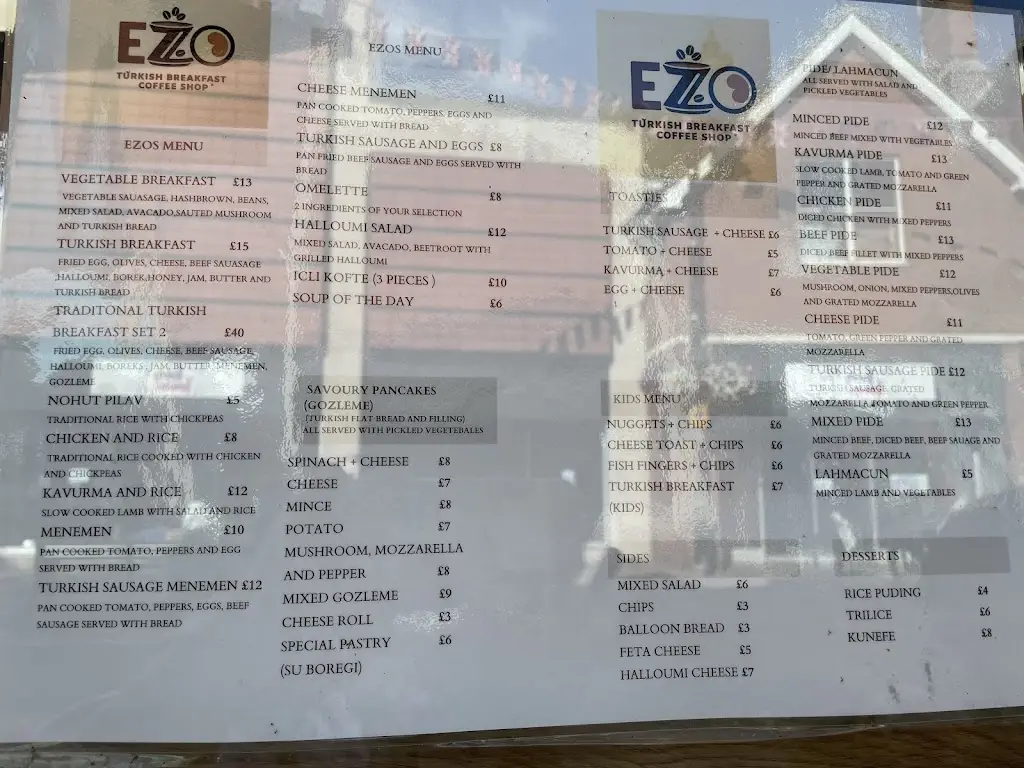 EZO
TURKISH BREAKFAST
COFFEE SHOP
EZOS MENU
VEGETABLE BREAKFAST £13
VEGETABLE SAUASAGE, HASHBROWN, BEANS,
MIXED SALAD, AVACADO,SAUTED MUSHROOM
AND TURKISH BREAD
TURKISH BREAKFAST £15
FRIED EGG, OLIVES, CHEESE, BEEF SAUASAGE
,HALLOUMI, BOREK,HONEY, JAM, BUTTER AND
TURKISH BREAD
TRADITONAL TURKISH
BREAKFAST SET 2 £40
FRIED EGG, OLIVES, CHEESE, BEEF SAUSAGE,
HALLOUMI, BOREKS, JAM, BUTTER, MENEMEN,
GOZLEME
NOHUT PILAV £5
TRADITIONAL RICE WITH CHICKPEAS
CHICKEN AND RICE £8
TRADITIONAL RICE COOKED WITH CHICKEN
AND CHICKPEAS
KAVURMA AND RICE £12
SLOW COOKED LAMB WITH SALAD AND RICE
MENEMEN £10
PAN COOKED TOMATO, PEPPERS AND EGG
SERVED WITH BREAD
TURKISH SAUSAGE MENEMEN £12
PAN COOKED TOMATO, PEPPERS, EGGS, BEEF
SAUSAGE SERVED WITH BREAD
EZOS MENU
CHEESE MENEMEN £11
PAN COOKED TOMATO, PEPPERS, EGGS AND
CHEESE SERVED WITH BREAD
TURKISH SAUSAGE AND EGGS £8
PAN FRIED BEEF SAUSAGE AND EGGS SERVED WITH
BREAD
OMELETTE £8
2 INGREDIENTS OF YOUR SELECTION
HALLOUMI SALAD £12
MIXED SALAD, AVACADO, BEETROOT WITH
GRILLED HALLOUMI
ICLI KOFTE (3 PIECES ) £10
SOUP OF THE DAY £6
SAVOURY PANCAKES
(GOZLEME)
(TURKISH FLAT BREAD AND FILLING)
ALL SERVED WITH PICKLED VEGETEBALES
SPINACH + CHEESE £8
CHEESE £7
MINCE £8
POTATO £7
MUSHROOM, MOZZARELLA
AND PEPPER £8
MIXED GOZLEME £9
CHEESE ROLL £3
SPECIAL PASTRY £6
(SU BOREGI)
EZO
TURKISH BREAKFAST
COFFEE SHOP
TOASTIES
TURKISH SAUSAGE + CHEESE £6
TOMATO + CHEESE £5
KAVURMA + CHEESE £7
EGG + CHEESE £6
KIDS MENU
NUGGETS + CHIPS £6
CHEESE TOAST + CHIPS £6
FISH FINGERS + CHIPS £6
TURKISH BREAKFAST £7
(KIDS)
SIDES
MIXED SALAD £6
CHIPS £3
BALLOON BREAD £3
FETA CHEESE £5
HALLOUMI CHEESE £7
PIDE/ LAHMACUN
ALL SERVED WITH SALAD AND
PICKLED VEGETABLES
MINCED PIDE £12
MINCED BEEF MIXED WITH VEGETABLES
KAVURMA PIDE £13
SLOW COOKED LAMB, TOMATO AND GREEN
PEPPER AND GRATED MOZZARELLA
CHICKEN PIDE £11
DICED CHICKEN WITH MIXED PEPPERS
BEEF PIDE £13
DICED BEEF FILLET WITH MIXED PEPPERS
VEGETABLE PIDE £12
MUSHROOM, ONION, MIXED PEPPERS,OLIVES
AND GRATED MOZZARELLA
CHEESE PIDE £11
TOMATO, GREEN PEPPER AND GRATED
MOZZARELLA
TURKISH SAUSAGE PIDE £12
TURKISH SAUSAGE, GRATED
MOZZARELLA,TOMATO AND GREEN PEPPER
MIXED PIDE £13
MINCED BEEF, DICED BEEF, BEEF SAUAGE AND
GRATED MOZZARELLA
LAHMACUN £5
MINCED LAMB AND VEGETABLES
DESSERTS
RICE PUDING £4
TRILICE £6
KUNEFE £8